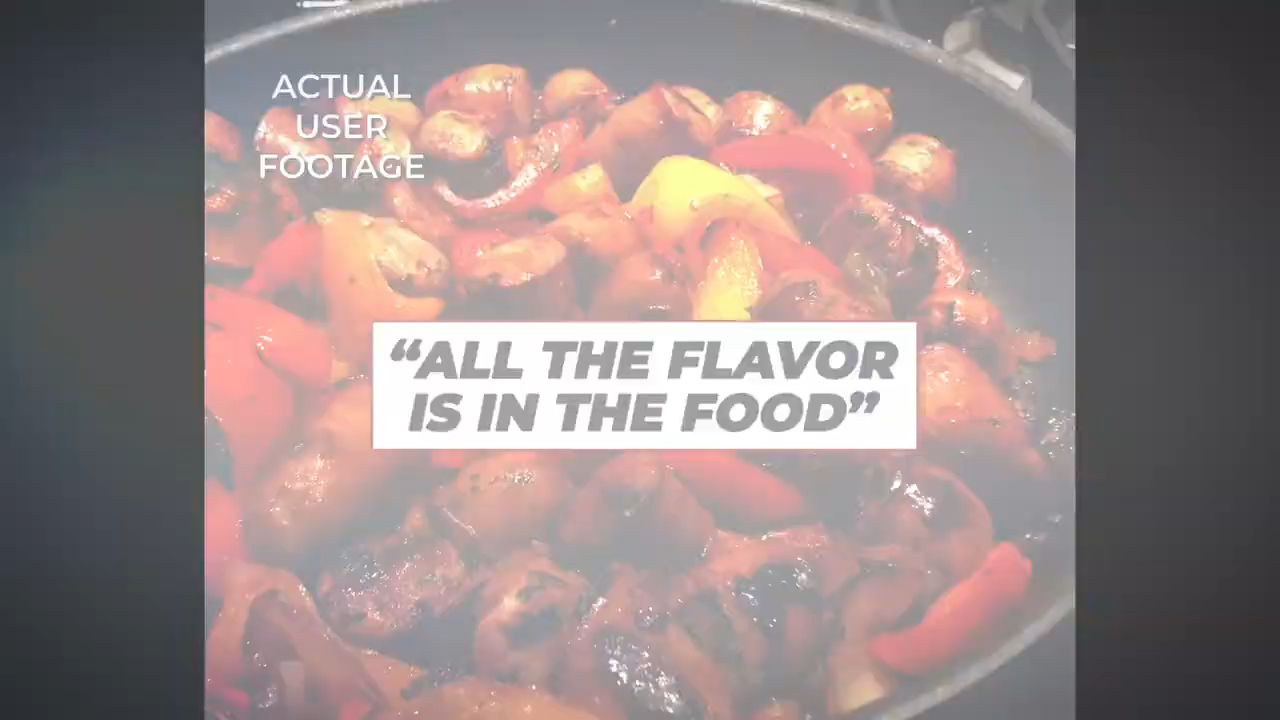 ACTUAL
USER
FOOTAGE
“ALL THE FLAVOR
IS IN THE FOOD”